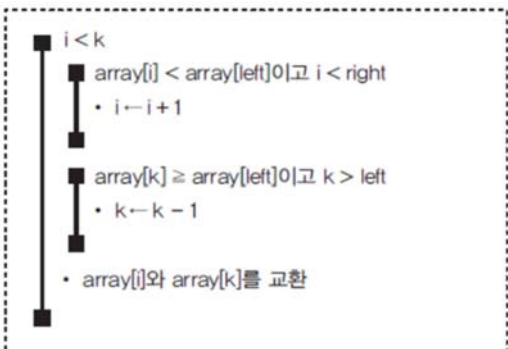 i < k
array[i] < array[left]이고 i < right
• i ← i + 1
array[k] ≧ array[left]이고 k > left
• k ← k − 1
• array[i]와 array[k]를 교환